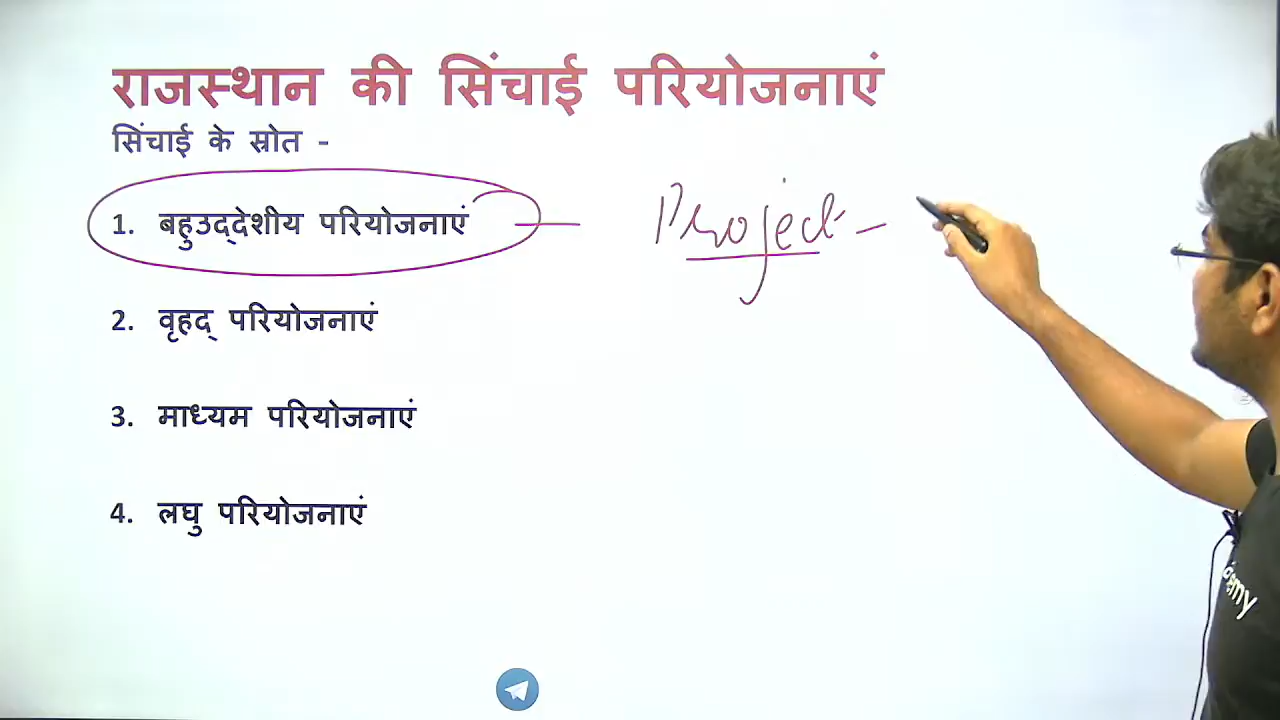 राजस्थान की सिंचाई परियोजनाएं
सिंचाई के स्रोत -
1. बहुउद्देशीय परियोजनाएं
Project -
2. वृहद् परियोजनाएं
3. माध्यम परियोजनाएं
4. लघु परियोजनाएं